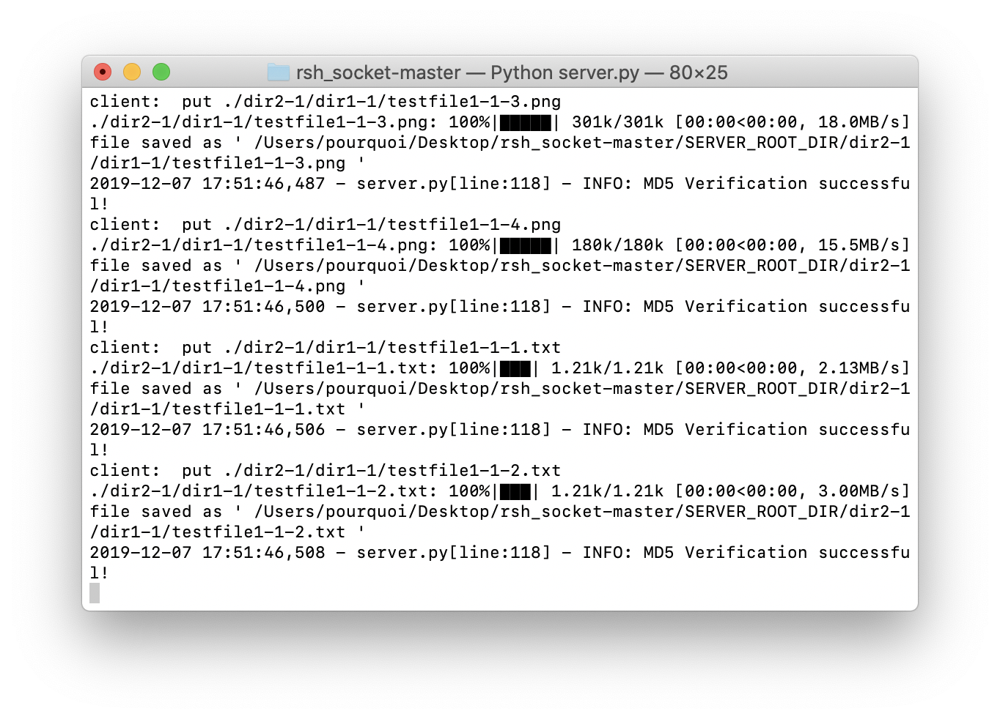 rsh_socket-master — Python server.py — 80×25
client:  put ./dir2-1/dir1-1/testfile1-1-3.png
./dir2-1/dir1-1/testfile1-1-3.png: 100%|█████| 301k/301k [00:00<00:00, 18.0MB/s]
file saved as ' /Users/pourquoi/Desktop/rsh_socket-master/SERVER_ROOT_DIR/dir2-1
/dir1-1/testfile1-1-3.png '
2019-12-07 17:51:46,487 - server.py[line:118] - INFO: MD5 Verification successfu
l!
client:  put ./dir2-1/dir1-1/testfile1-1-4.png
./dir2-1/dir1-1/testfile1-1-4.png: 100%|█████| 180k/180k [00:00<00:00, 15.5MB/s]
file saved as ' /Users/pourquoi/Desktop/rsh_socket-master/SERVER_ROOT_DIR/dir2-1
/dir1-1/testfile1-1-4.png '
2019-12-07 17:51:46,500 - server.py[line:118] - INFO: MD5 Verification successfu
l!
client:  put ./dir2-1/dir1-1/testfile1-1-1.txt
./dir2-1/dir1-1/testfile1-1-1.txt: 100%|███| 1.21k/1.21k [00:00<00:00, 2.13MB/s]
file saved as ' /Users/pourquoi/Desktop/rsh_socket-master/SERVER_ROOT_DIR/dir2-1
/dir1-1/testfile1-1-1.txt '
2019-12-07 17:51:46,506 - server.py[line:118] - INFO: MD5 Verification successfu
l!
client:  put ./dir2-1/dir1-1/testfile1-1-2.txt
./dir2-1/dir1-1/testfile1-1-2.txt: 100%|███| 1.21k/1.21k [00:00<00:00, 3.00MB/s]
file saved as ' /Users/pourquoi/Desktop/rsh_socket-master/SERVER_ROOT_DIR/dir2-1
/dir1-1/testfile1-1-2.txt '
2019-12-07 17:51:46,508 - server.py[line:118] - INFO: MD5 Verification successfu
l!